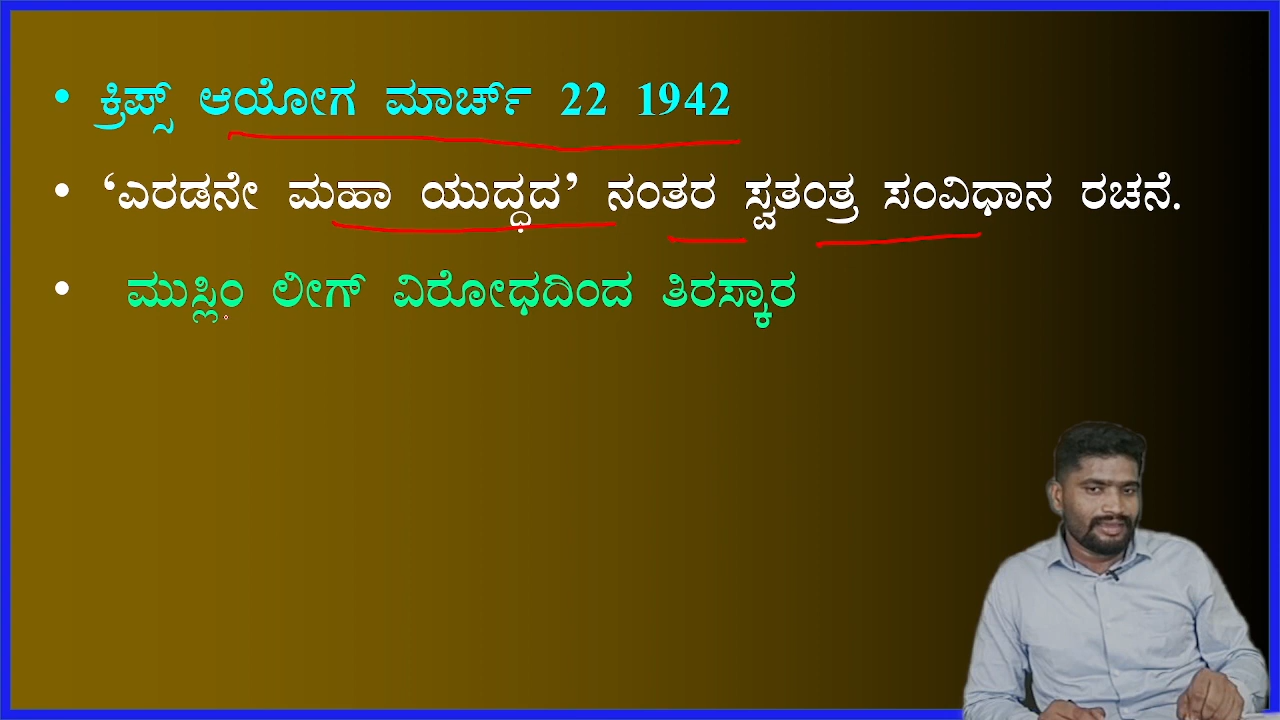 • ಕ್ರಿಪ್ಸ್ ಆಯೋಗ ಮಾರ್ಚ್ 22 1942
• ‘ಎರಡನೇ ಮಹಾ ಯುದ್ಧದ’ ನಂತರ ಸ್ವತಂತ್ರ ಸಂವಿಧಾನ ರಚನೆ.
• ಮುಸ್ಲಿಂ ಲೀಗ್ ವಿರೋಧದಿಂದ ತಿರಸ್ಕಾರ